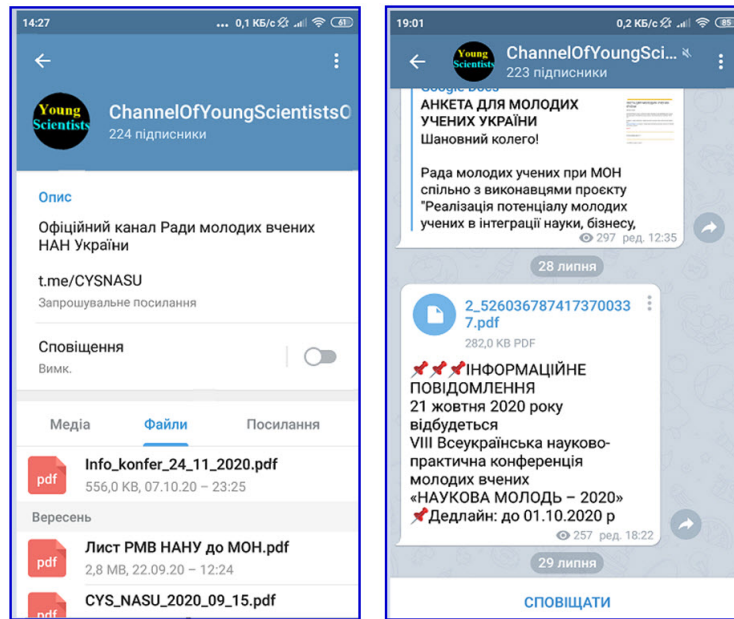 14:27
... 0,1 КБ/с 61
Young
Scientists
ChannelOfYoungScientistsO
224 підписники
Опис
Офіційний канал Ради молодих вчених
НАН України
t.me/CYSNASU
Запрошувальне посилання
Сповіщення
Вимк.
Медіа Файли Посилання
pdf
Info_konfer_24_11_2020.pdf
556,0 KB, 07.10.20 – 23:25
Вересень
pdf
Лист РМВ НАНУ до МОН.pdf
2,8 MB, 22.09.20 – 12:24
pdf
CYS_NASU_2020_09_15.pdf
19:01
0,2 КБ/с 85
Young
Scientists
ChannelOfYoungSci...
223 підписники
Google Docs
АНКЕТА ДЛЯ МОЛОДИХ
УЧЕНИХ УКРАЇНИ
Шановний колего!
Рада молодих учених при МОН
спільно з виконавцями проєкту
"Реалізація потенціалу молодих
учених в інтеграції науки, бізнесу,
297 ред. 12:35
28 липня
2_526036787417370033
7.pdf
282,0 KB PDF
📌📌📌ІНФОРМАЦІЙНЕ
ПОВІДОМЛЕННЯ
21 жовтня 2020 року
відбудеться
VIII Всеукраїнська науково-
практична конференція
молодих вчених
«НАУКОВА МОЛОДЬ – 2020»
📌Дедлайн: до 01.10.2020 р
257 ред. 18:22
29 липня
СПОВІЩАТИ